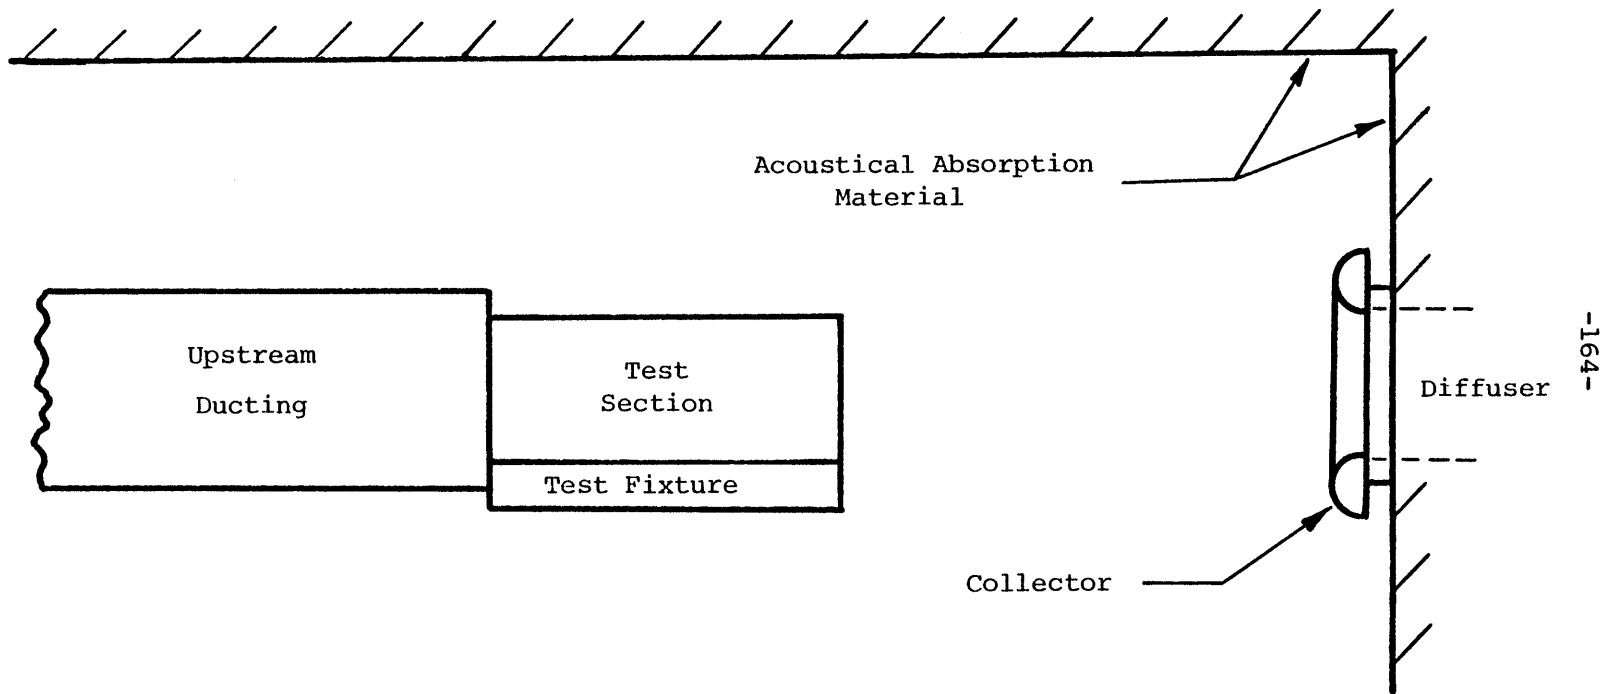 Acoustical Absorption
Material
Upstream
Ducting
Test
Section
Test Fixture
Diffuser
Collector
-164-